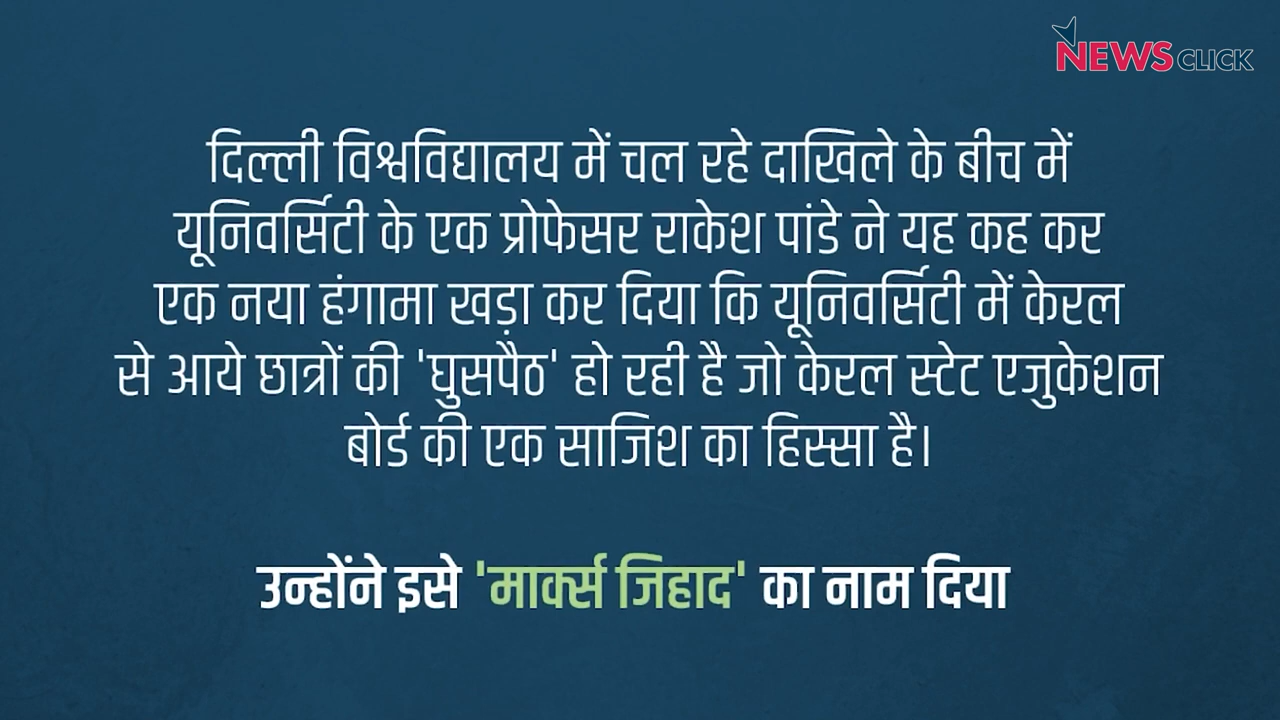 NEWSCLICK
दिल्ली विश्वविद्यालय में चल रहे दाखिले के बीच में
यूनिवर्सिटी के एक प्रोफेसर राकेश पांडे ने यह कह कर
एक नया हंगामा खड़ा कर दिया कि यूनिवर्सिटी में केरल
से आये छात्रों की 'घुसपैठ' हो रही है जो केरल स्टेट एजुकेशन
बोर्ड की एक साजिश का हिस्सा है।
उन्होंने इसे 'मार्क्स जिहाद' का नाम दिया